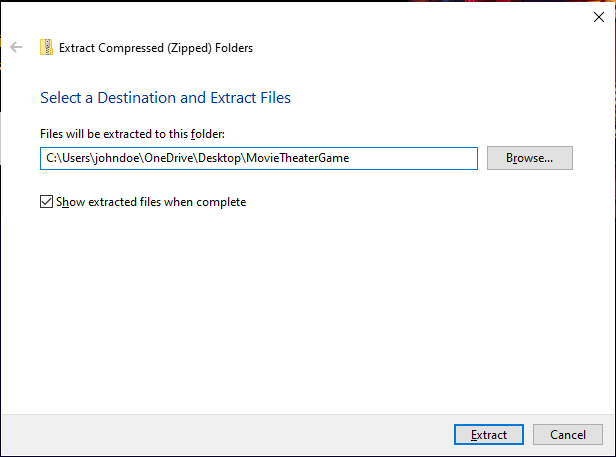 Extract Compressed (Zipped) Folders
Select a Destination and Extract Files
Files will be extracted to this folder:
C:\Users\johndoe\OneDrive\Desktop\MovieTheaterGame
Browse...
Show extracted files when complete
Extract
Cancel